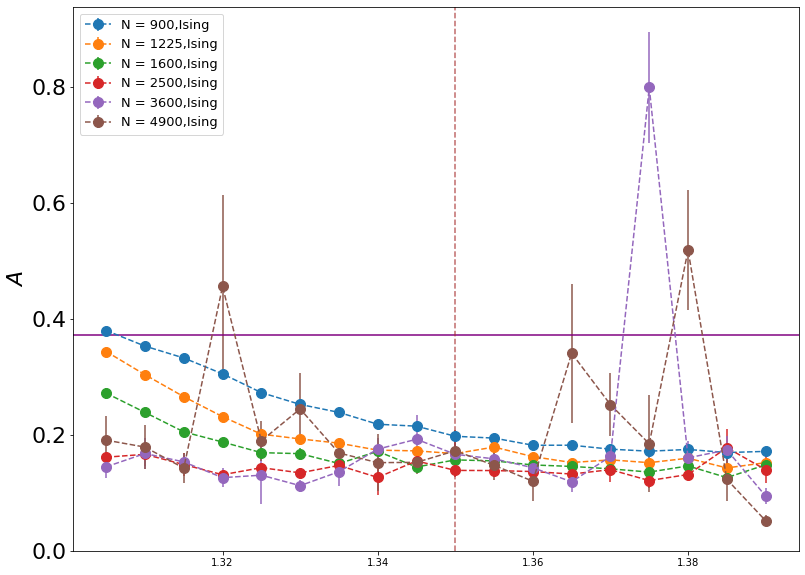 N = 900,Ising
N = 1225,Ising
N = 1600,Ising
N = 2500,Ising
N = 3600,Ising
N = 4900,Ising
0.8
0.6
A
0.4
0.2
0.0
1.32 1.34 1.36 1.38